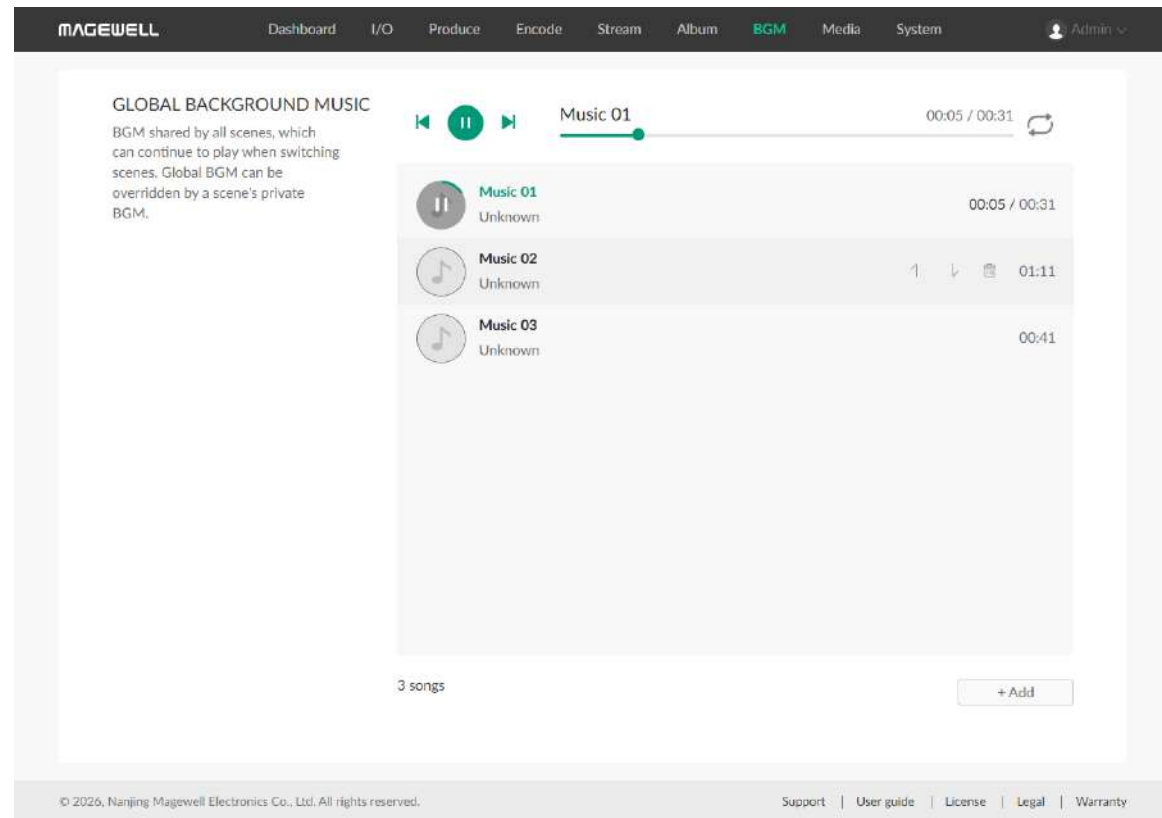 MAGEWELL Dashboard I/O Produce Encode Stream Album BGM Media System Admin
GLOBAL BACKGROUND MUSIC
BGM shared by all scenes, which
can continue to play when switching
scenes. Global BGM can be
overridden by a scene's private
BGM.
Music 01 00:05 / 00:31
Music 01
Unknown
00:05 / 00:31
Music 02
Unknown
01:11
Music 03
Unknown
00:41
3 songs
+ Add
© 2026, Nanjing Magewell Electronics Co., Ltd. All rights reserved.
Support | User guide | License | Legal | Warranty